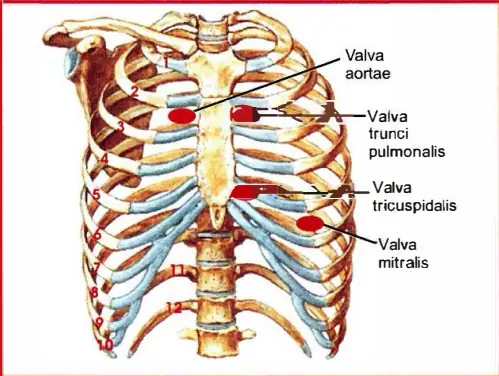 1
2
3
4
5
6
7
8
9
10
11
12
Valva
aortae
Valva
trunci
pulmonalis
Valva
tricuspidalis
Valva
mitralis